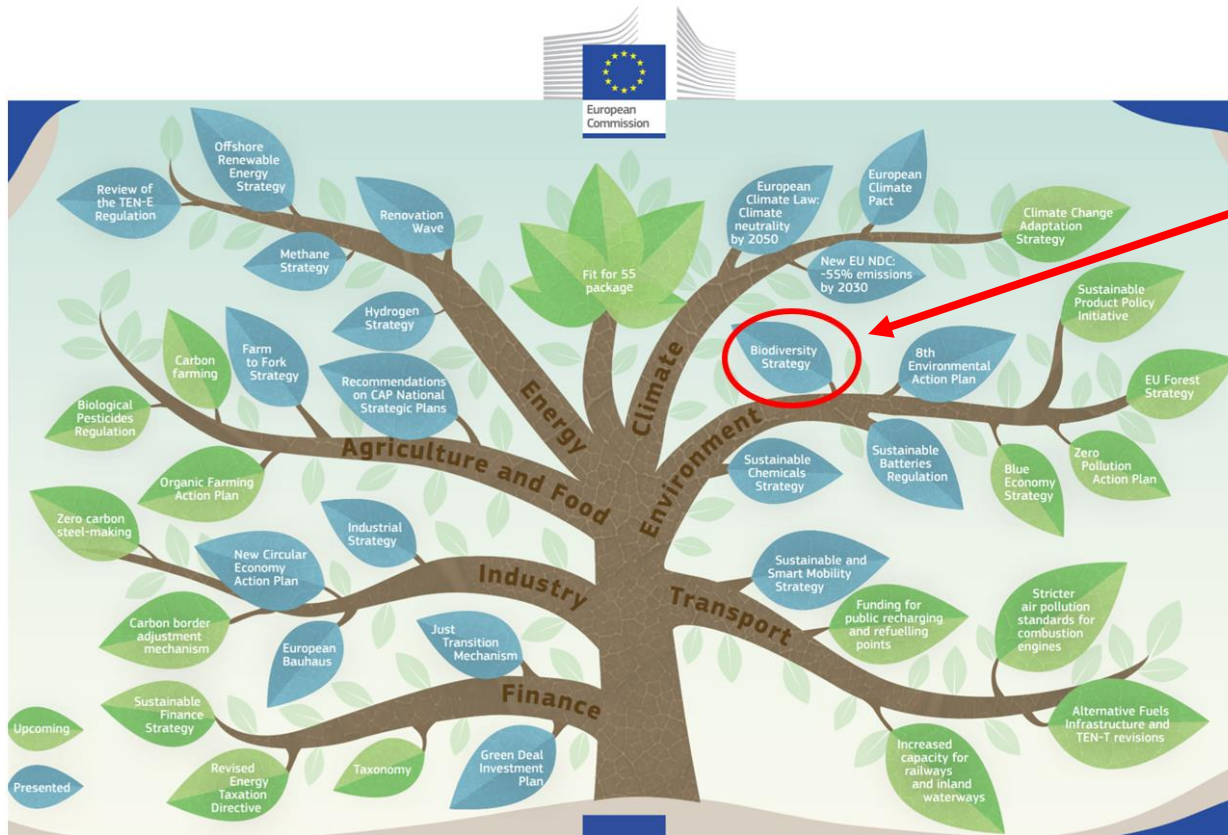 European
Commission
Offshore
Renewable
Energy
Strategy
Review of
the TEN-E
Regulation
Renovation
Wave
Methane
Strategy
Hydrogen
Strategy
Energy
Fit for 55
package
European
Climate Law:
Climate
neutrality
by 2050
European
Climate
Pact
Climate Change
Adaptation
Strategy
New EU NDC:
-55% emissions
by 2030
Climate
Carbon
farming
Farm
to Fork
Strategy
Recommendations
on CAP National
Strategic Plans
Biological
Pesticides
Regulation
Organic Farming
Action Plan
Agriculture and Food
Biodiversity
Strategy
8th
Environmental
Action Plan
Sustainable
Product Policy
Initiative
EU Forest
Strategy
Sustainable
Chemicals
Strategy
Sustainable
Batteries
Regulation
Blue
Economy
Strategy
Zero
Pollution
Action Plan
Environment
Zero carbon
steel-making
New Circular
Economy
Action Plan
Industrial
Strategy
Carbon border
adjustment
mechanism
European
Bauhaus
Industry
Sustainable and
Smart Mobility
Strategy
Funding for
public recharging
and refuelling
points
Stricter
air pollution
standards for
combustion
engines
Increased
capacity for
railways
and inland
waterways
Alternative Fuels
Infrastructure and
TEN-T revisions
Transport
Just
Transition
Mechanism
Sustainable
Finance
Strategy
Revised
Energy
Taxation
Directive
Taxonomy
Green Deal
Investment
Plan
Finance
Upcoming
Presented